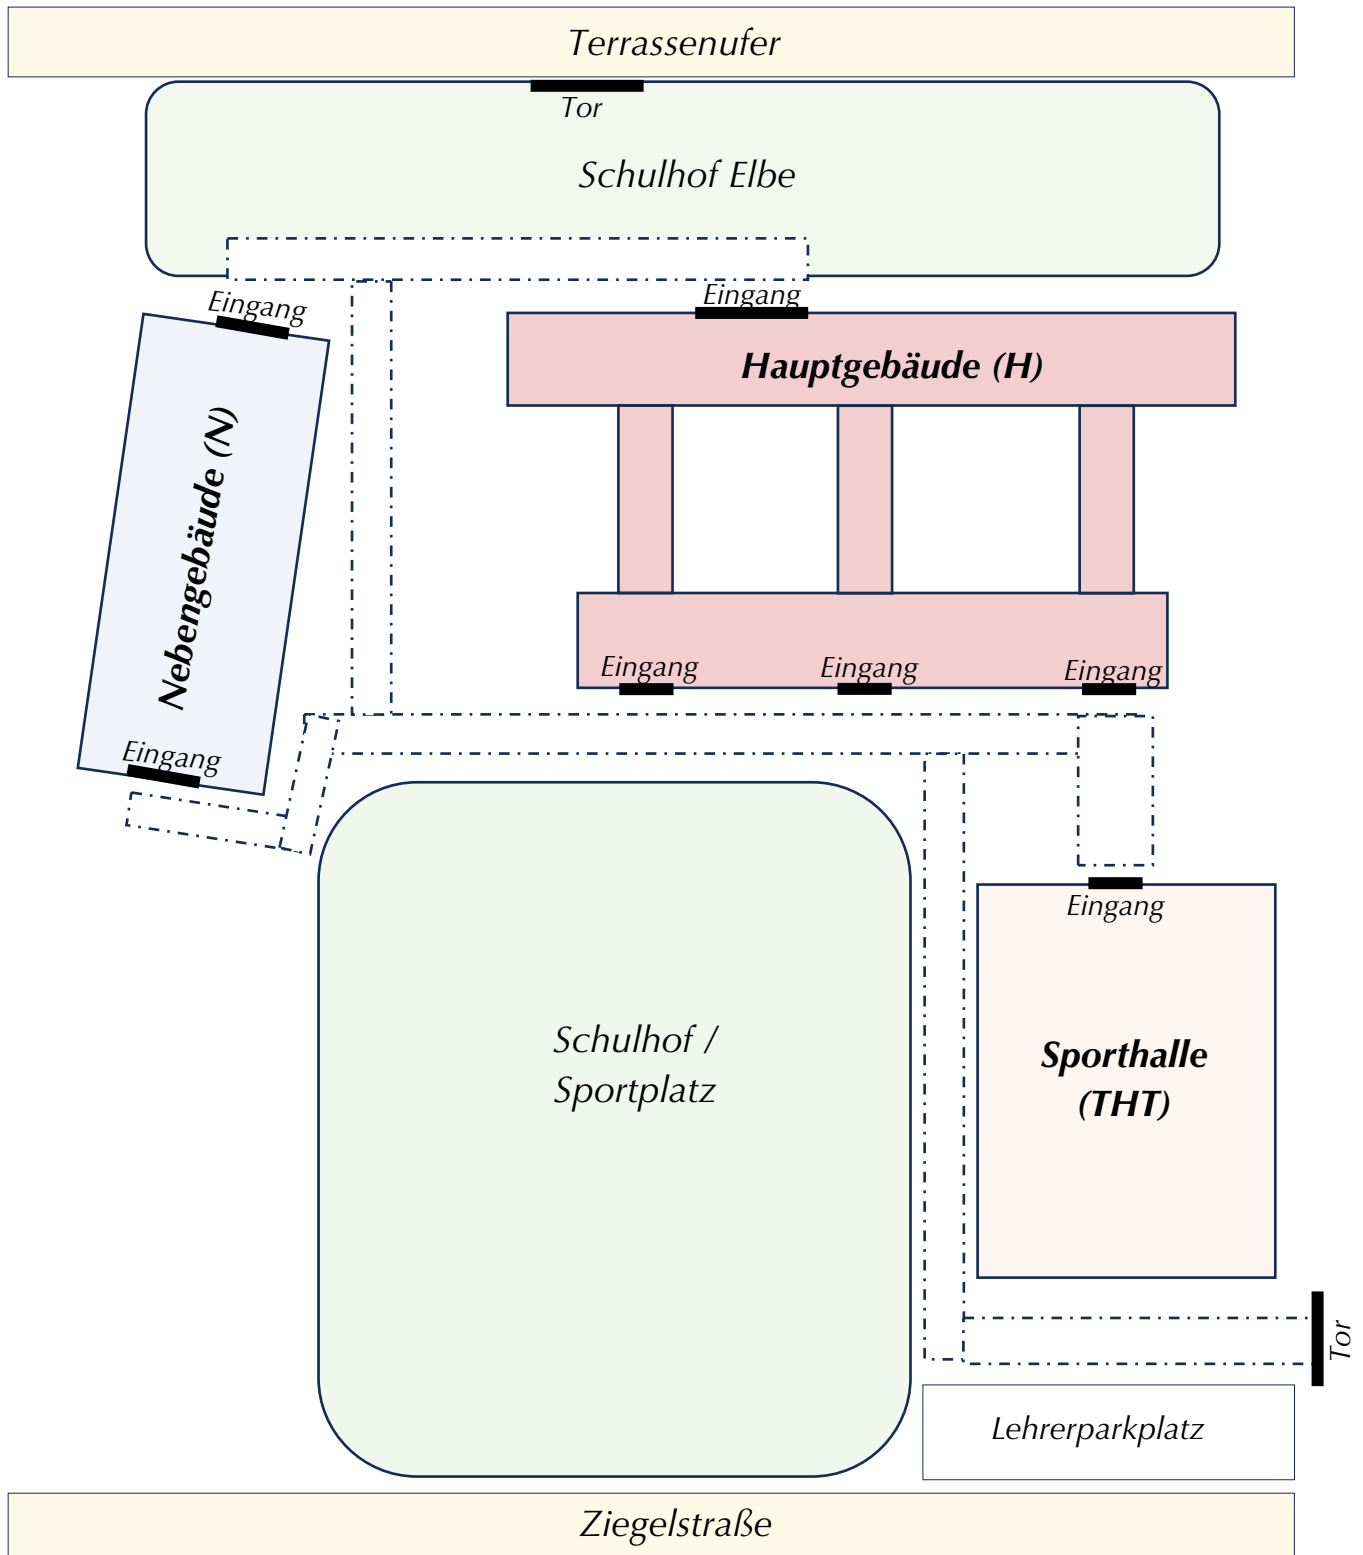 Terrassenufer
Tor
Schulhof Elbe
Eingang
Eingang
Hauptgebäude (H)
Nebengebäude (N)
Eingang
Eingang
Eingang
Eingang
Eingang
Schulhof /
Sportplatz
Sporthalle
(THT)
Tor
Lehrerparkplatz
Ziegelstraße